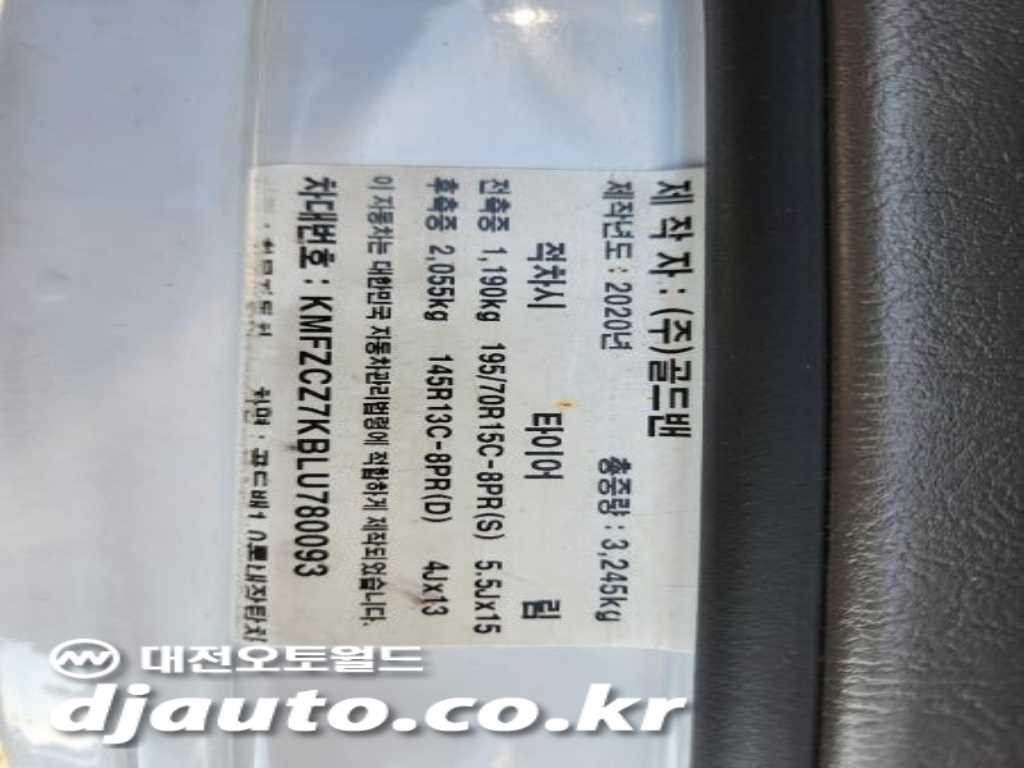 제 작 자 : (주)골드밴
제작년도 : 2020년 총중량 : 3,245kg
적차시 타이어 림
전축중 1,190kg 195/70R15C-8PR(S) 5.5Jx15
후축중 2,055kg 145R13C-8PR(D) 4Jx13
이 자동차는 대한민국 자동차관리법령에 적합하게 제작되었습니다.
차대번호 : KMFZCZ7KBLU780093
대전오토월드
djauto.co.kr